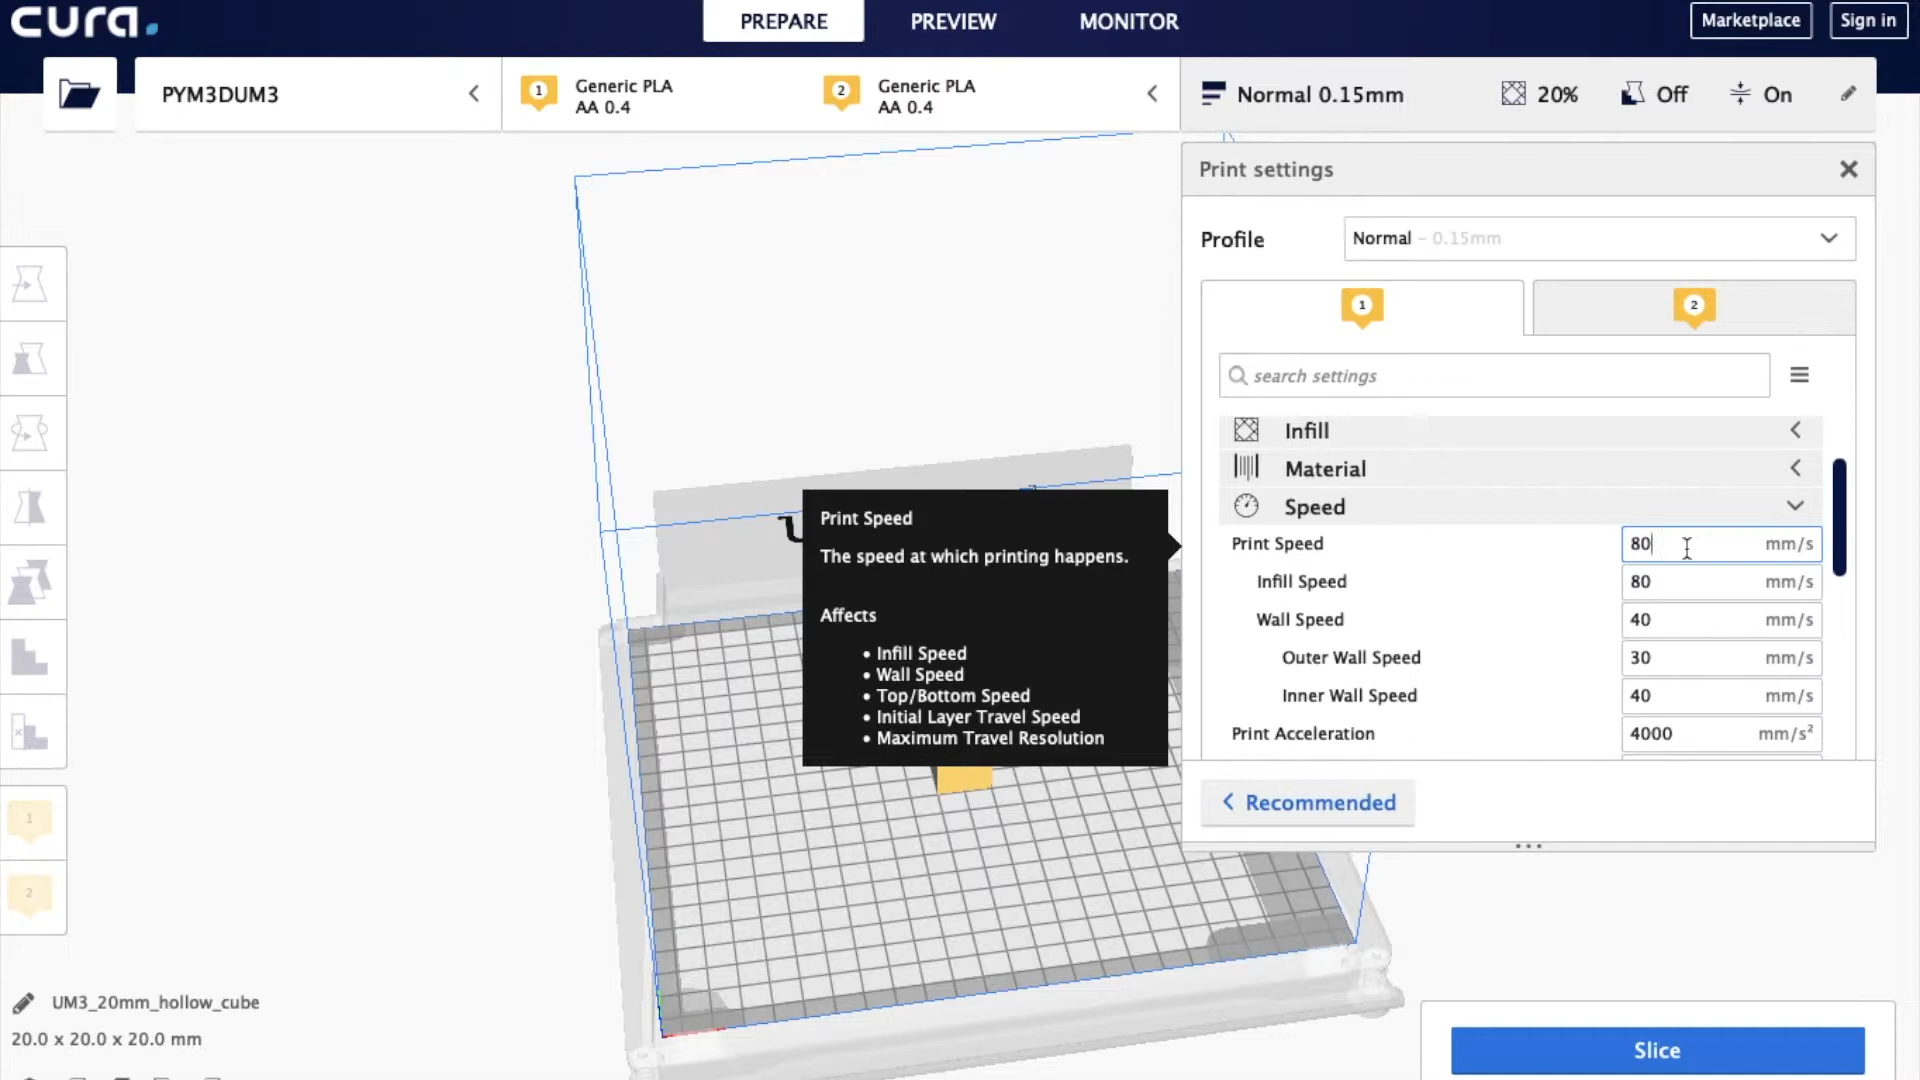 cura.
PREPARE
PREVIEW
MONITOR
Marketplace
Sign in
PYM3DUM3
1
Generic PLA
AA 0.4
2
Generic PLA
AA 0.4
Normal 0.15mm
20%
Off
On
Print settings
Profile
Normal – 0.15mm
1
2
search settings
Infill
Material
Speed
Print Speed
80 mm/s
Infill Speed
80 mm/s
Wall Speed
40 mm/s
Outer Wall Speed
30 mm/s
Inner Wall Speed
40 mm/s
Print Acceleration
4000 mm/s²
Recommended
Print Speed
The speed at which printing happens.
Affects
• Infill Speed
• Wall Speed
• Top/Bottom Speed
• Initial Layer Travel Speed
• Maximum Travel Resolution
1
2
UM3_20mm_hollow_cube
20.0 x 20.0 x 20.0 mm
Slice